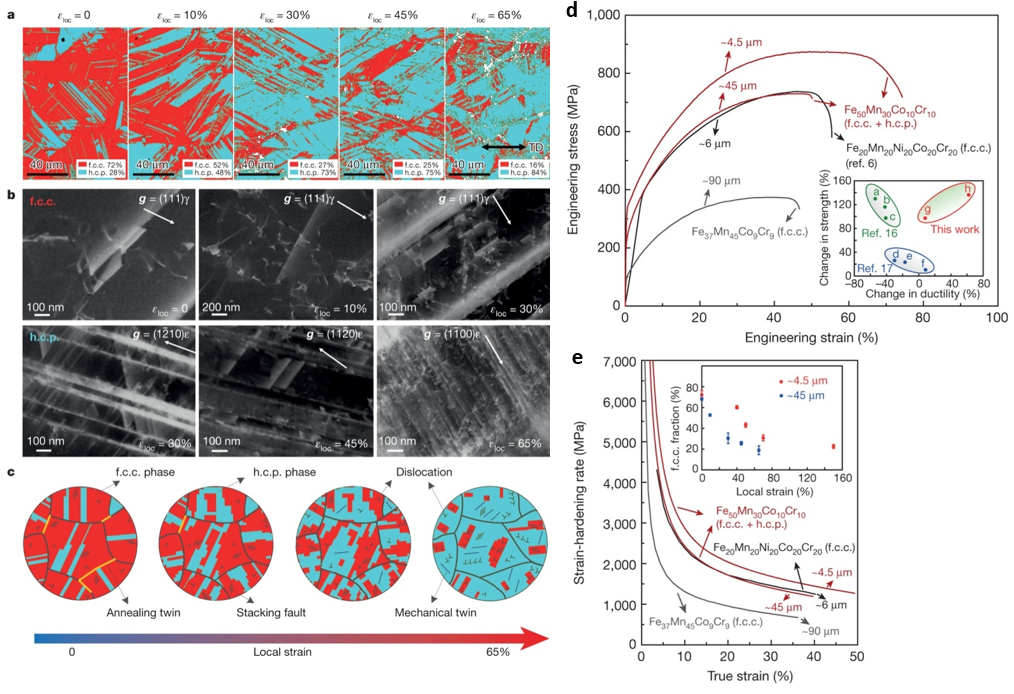 a
εloc = 0
εloc = 10%
εloc = 30%
εloc = 45%
εloc = 65%
TD
40 μm
f.c.c. 72%
h.c.p. 28%
40 μm
f.c.c. 52%
h.c.p. 48%
40 μm
f.c.c. 27%
h.c.p. 73%
40 μm
f.c.c. 25%
h.c.p. 75%
40 μm
f.c.c. 16%
h.c.p. 84%
b
f.c.c.
g = (111)γ
100 nm
εloc = 0
g = (111)γ
200 nm
εloc = 10%
g = (111)γ
100 nm
εloc = 30%
h.c.p.
g = (1̄21̄0)ε
100 nm
εloc = 30%
g = (112̄0)ε
100 nm
εloc = 45%
g = (1̄100)ε
100 nm
εloc = 65%
c
f.c.c. phase
h.c.p. phase
Dislocation
Annealing twin
Stacking fault
Mechanical twin
0
Local strain
65%
d
Engineering stress (MPa)
1,000
800
600
400
200
0
0
20
40
60
80
100
Engineering strain (%)
~4.5 μm
~45 μm
~6 μm
~90 μm
Fe50Mn30Co10Cr10
(f.c.c. + h.c.p.)
Fe20Mn20Ni20Co20Cr20 (f.c.c.)
(ref. 6)
Fe37Mn45Co9Cr9 (f.c.c.)
Change in strength (%)
160
120
80
40
0
−80
−40
0
40
80
Change in ductility (%)
a
b
c
Ref. 16
g
h
This work
d
e
f
Ref. 17
e
Strain-hardening rate (MPa)
7,000
6,000
5,000
4,000
3,000
2,000
1,000
0
0
10
20
30
40
50
True strain (%)
f.c.c. fraction (%)
80
60
40
20
0
0
40
80
120
160
Local strain (%)
~4.5 μm
~45 μm
Fe50Mn30Co10Cr10
(f.c.c. + h.c.p.)
Fe20Mn20Ni20Co20Cr20 (f.c.c.)
~4.5 μm
~45 μm
~6 μm
Fe37Mn45Co9Cr9 (f.c.c.)
~90 μm